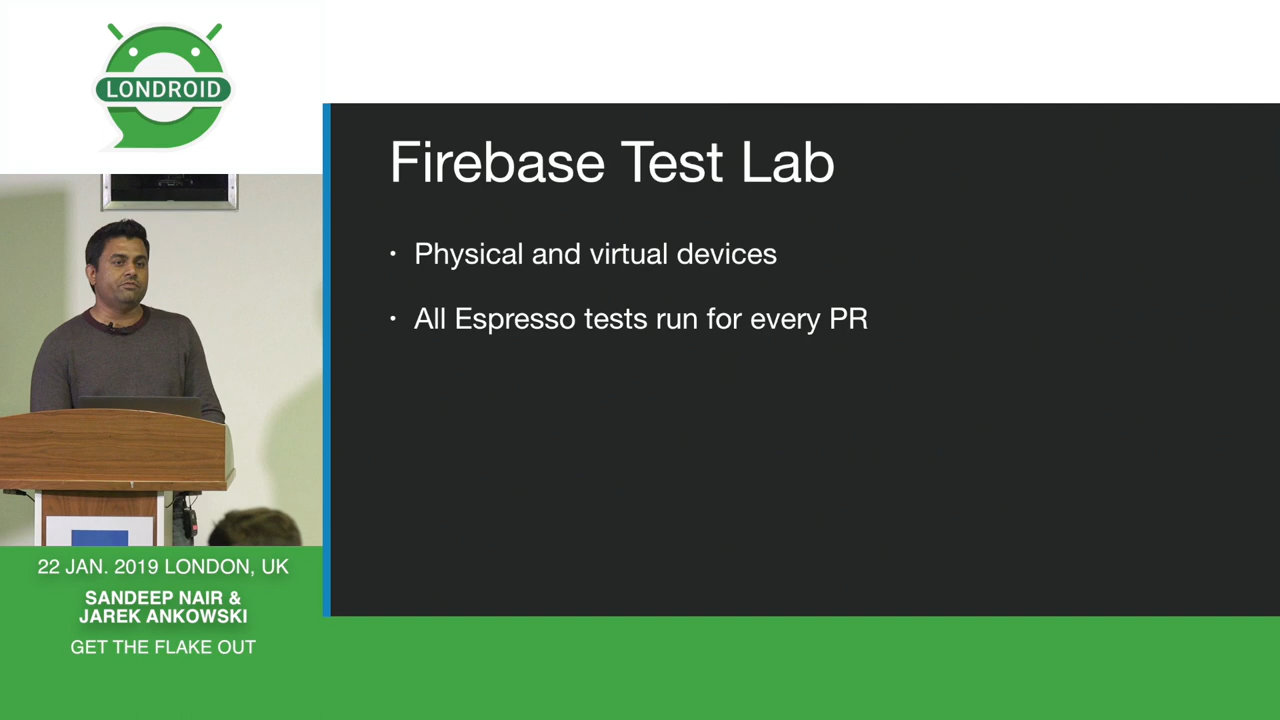 LONDROID
Firebase Test Lab
• Physical and virtual devices
• All Espresso tests run for every PR
22 JAN. 2019 LONDON, UK
SANDEEP NAIR &
JAREK ANKOWSKI
GET THE FLAKE OUT